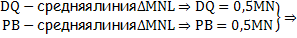 DQ − средняялинияΔMNL ⇒ DQ = 0,5MN
PB − средняялинияΔMNL ⇒ PB = 0,5MN} ⇒